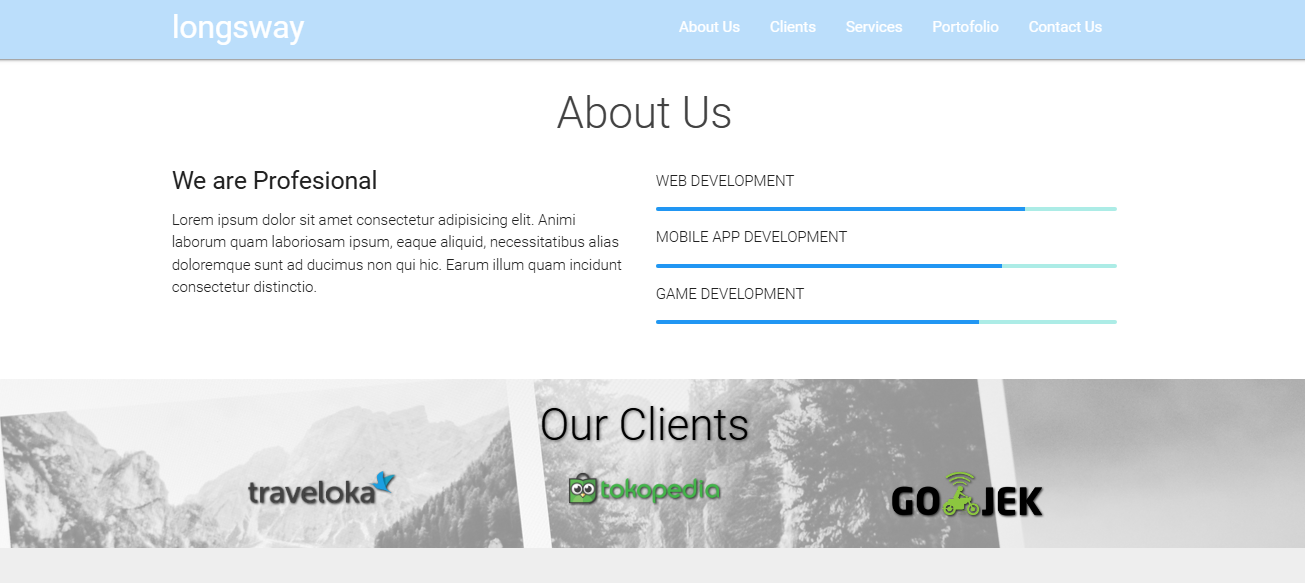 longsway
About Us
Clients
Services
Portofolio
Contact Us
About Us
We are Profesional
Lorem ipsum dolor sit amet consectetur adipisicing elit. Animi
laborum quam laboriosam ipsum, eaque aliquid, necessitatibus alias
doloremque sunt ad ducimus non qui hic. Earum illum quam incidunt
consectetur distinctio.
WEB DEVELOPMENT
MOBILE APP DEVELOPMENT
GAME DEVELOPMENT
Our Clients
traveloka
tokopedia
GO JEK